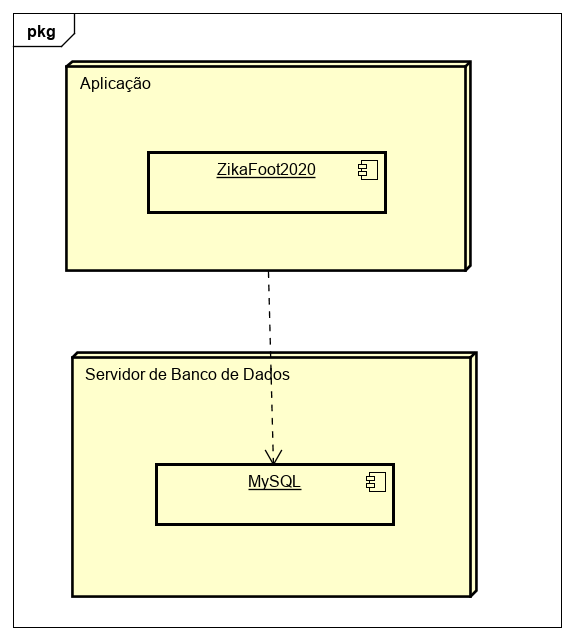 pkg
Aplicação
ZikaFoot2020
Servidor de Banco de Dados
MySQL